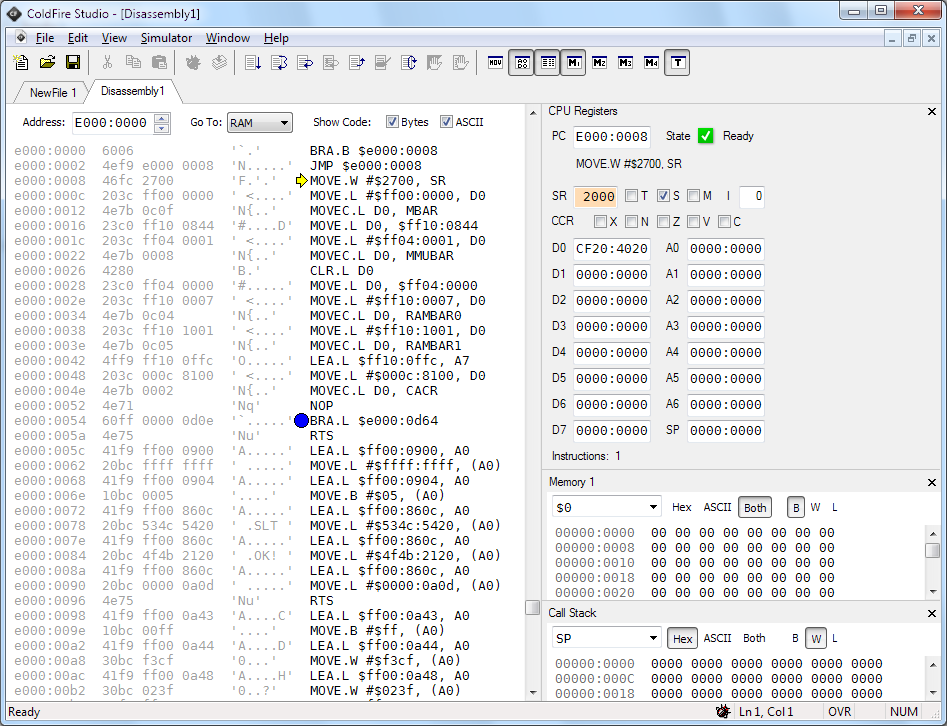 ColdFire Studio - [Disassembly1]
File Edit View Simulator Window Help
MOV M1 M2 M3 M4 T
NewFile 1 Disassembly1
Address: E000:0000 Go To: RAM Show Code: Bytes ASCII
e000:0000 6006 '`.' BRA.B $e000:0008
e000:0002 4ef9 e000 0008 'N.....' JMP $e000:0008
e000:0008 46fc 2700 'F.'.' MOVE.W #$2700, SR
e000:000c 203c ff00 0000 ' <....' MOVE.L #$ff00:0000, D0
e000:0012 4e7b 0c0f 'N{..' MOVEC.L D0, MBAR
e000:0016 23c0 ff10 0844 '#....D' MOVE.L D0, $ff10:0844
e000:001c 203c ff04 0001 ' <....' MOVE.L #$ff04:0001, D0
e000:0022 4e7b 0008 'N{..' MOVEC.L D0, MMUBAR
e000:0026 4280 'B.' CLR.L D0
e000:0028 23c0 ff04 0000 '#.....' MOVE.L D0, $ff04:0000
e000:002e 203c ff10 0007 ' <....' MOVE.L #$ff10:0007, D0
e000:0034 4e7b 0c04 'N{..' MOVEC.L D0, RAMBAR0
e000:0038 203c ff10 1001 ' <....' MOVE.L #$ff10:1001, D0
e000:003e 4e7b 0c05 'N{..' MOVEC.L D0, RAMBAR1
e000:0042 4ff9 ff10 0ffc 'O.....' LEA.L $ff10:0ffc, A7
e000:0048 203c 000c 8100 ' <....' MOVE.L #$000c:8100, D0
e000:004e 4e7b 0002 'N{..' MOVEC.L D0, CACR
e000:0052 4e71 'Nq' NOP
e000:0054 60ff 0000 0d0e '`.....' BRA.L $e000:0d64
e000:005a 4e75 'Nu' RTS
e000:005c 41f9 ff00 0900 'A.....' LEA.L $ff00:0900, A0
e000:0062 20bc ffff ffff ' .....' MOVE.L #$ffff:ffff, (A0)
e000:0068 41f9 ff00 0904 'A.....' LEA.L $ff00:0904, A0
e000:006e 10bc 0005 '....' MOVE.B #$05, (A0)
e000:0072 41f9 ff00 860c 'A.....' LEA.L $ff00:860c, A0
e000:0078 20bc 534c 5420 ' .SLT ' MOVE.L #$534c:5420, (A0)
e000:007e 41f9 ff00 860c 'A.....' LEA.L $ff00:860c, A0
e000:0084 20bc 4f4b 2120 ' .OK! ' MOVE.L #$4f4b:2120, (A0)
e000:008a 41f9 ff00 860c 'A.....' LEA.L $ff00:860c, A0
e000:0090 20bc 0000 0a0d ' .....' MOVE.L #$0000:0a0d, (A0)
e000:0096 4e75 'Nu' RTS
e000:0098 41f9 ff00 0a43 'A....C' LEA.L $ff00:0a43, A0
e000:009e 10bc 00ff '....' MOVE.B #$ff, (A0)
e000:00a2 41f9 ff00 0a44 'A....D' LEA.L $ff00:0a44, A0
e000:00a8 30bc f3cf '0...' MOVE.W #$f3cf, (A0)
e000:00ac 41f9 ff00 0a48 'A....H' LEA.L $ff00:0a48, A0
e000:00b2 30bc 023f '0..?' MOVE.W #$023f, (A0)
CPU Registers
PC E000:0008 State Ready
MOVE.W #$2700, SR
SR 2000 T S M I 0
CCR X N Z V C
D0 CF20:4020 A0 0000:0000
D1 0000:0000 A1 0000:0000
D2 0000:0000 A2 0000:0000
D3 0000:0000 A3 0000:0000
D4 0000:0000 A4 0000:0000
D5 0000:0000 A5 0000:0000
D6 0000:0000 A6 0000:0000
D7 0000:0000 SP 0000:0000
Instructions: 1
Memory 1
$0 Hex ASCII Both B W L
00000:0000 00 00 00 00 00 00 00 00
00000:0008 00 00 00 00 00 00 00 00
00000:0010 00 00 00 00 00 00 00 00
00000:0018 00 00 00 00 00 00 00 00
00000:0020 00 00 00 00 00 00 00 00
Call Stack
SP Hex ASCII Both B W L
00000:0000 0000 0000 0000 0000 0000 0000
00000:000C 0000 0000 0000 0000 0000 0000
00000:0018 0000 0000 0000 0000 0000 0000
Ready Ln 1, Col 1 OVR NUM